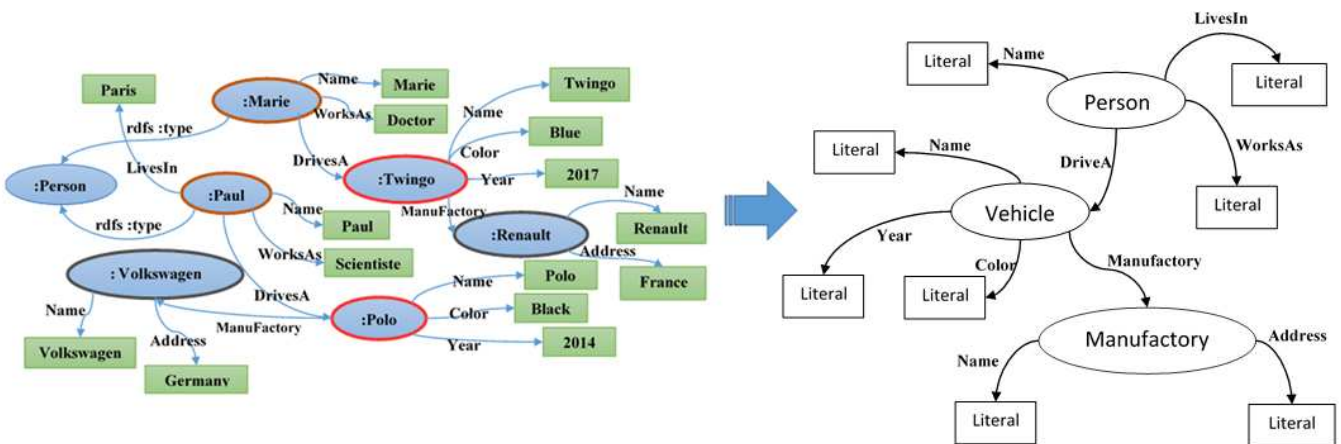 Paris
Name
Marie
:Marie
WorksAs
Doctor
rdfs :type
LivesIn
DrivesA
:Person
:Paul
rdfs :type
Name
Paul
WorksAs
Scientiste
Name
Twingo
Color
Blue
:Twingo
Year
2017
ManuFactory
Name
:Renault
Renault
Address
France
: Volkswagen
DrivesA
Name
Polo
Color
Black
:Polo
Year
2014
ManuFactory
Name
Address
Volkswagen
Germany
LivesIn
Literal
Name
Literal
Person
WorksAs
Literal
DriveA
Name
Literal
Vehicle
Year
Literal
Color
Literal
Manufactory
Manufactory
Name
Literal
Address
Literal